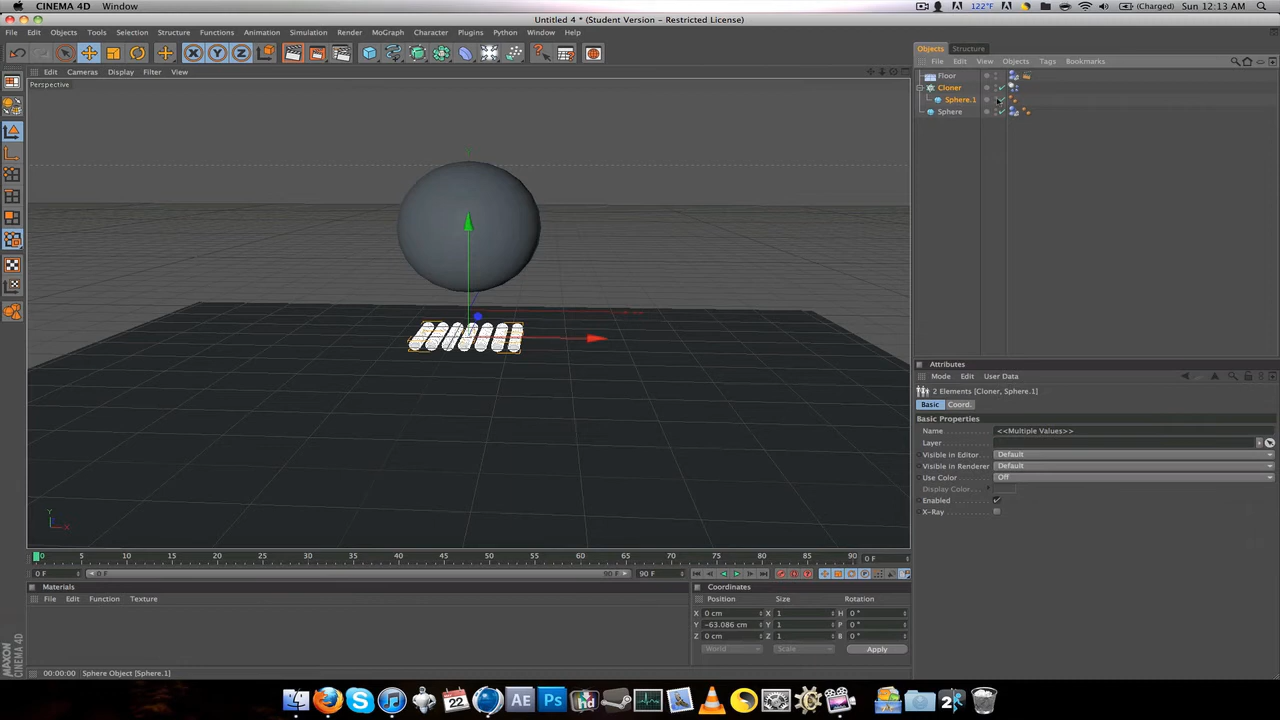 CINEMA 4D Window
122°F (Charged) Sun 12:13 AM
Untitled 4 * (Student Version - Restricted License)
File Edit Objects Tools Selection Structure Functions Animation Simulation Render MoGraph Character Plugins Python Window Help
Objects Structure
Edit Cameras Display Filter View
File Edit View Objects Tags Bookmarks
Perspective
Floor
Cloner
Sphere.1
Sphere
Y
X
Attributes
Mode Edit User Data
2 Elements [Cloner, Sphere.1]
Basic Coord.
Basic Properties
Name <<Multiple Values>>
Layer
Visible in Editor Default
Visible in Renderer Default
Use Color Off
Display Color
Enabled
X-Ray
0 5 10 15 20 25 30 35 40 45 50 55 60 65 70 75 80 85 90 0 F
0 F 0 F 90 F 90 F
Materials Coordinates
File Edit Function Texture
Position Size Rotation
X 0 cm X 1 H 0 °
Y -63.086 cm Y 1 P 0 °
Z 0 cm Z 1 B 0 °
World Scale Apply
MAXON CINEMA 4D
00:00:00 Sphere Object [Sphere.1]
22 AE Ps hd